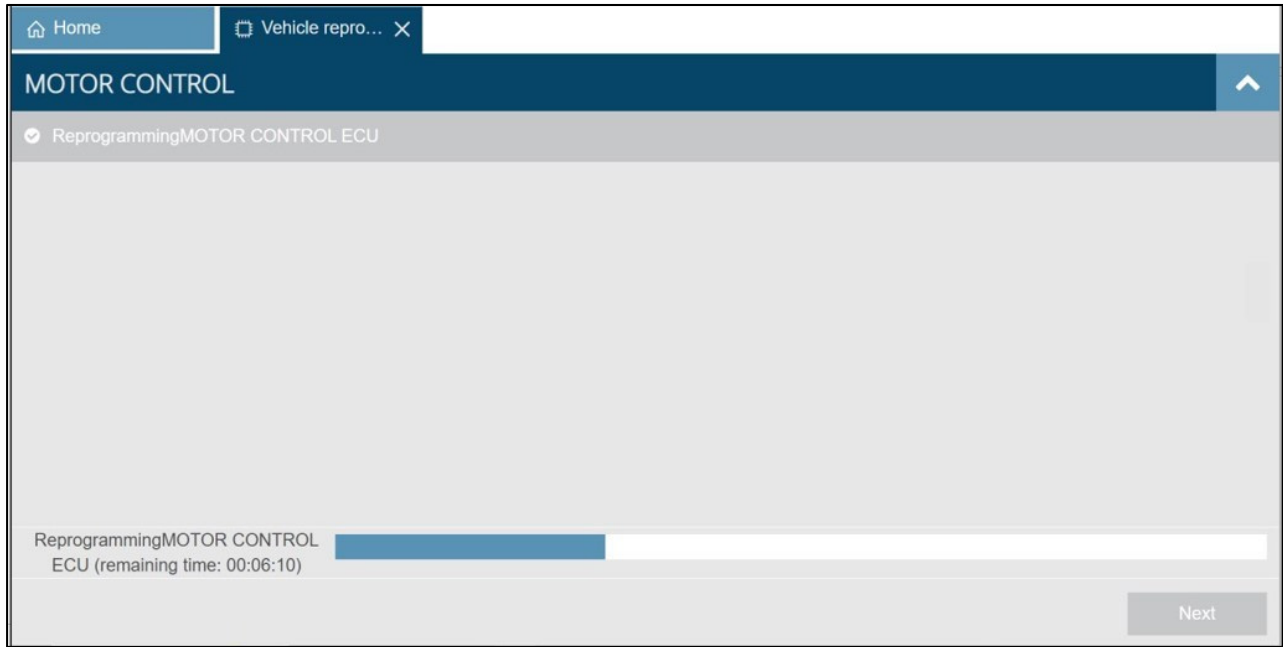 Home
Vehicle repro...
MOTOR CONTROL
ReprogrammingMOTOR CONTROL ECU
ReprogrammingMOTOR CONTROL
ECU (remaining time: 00:06:10)
Next